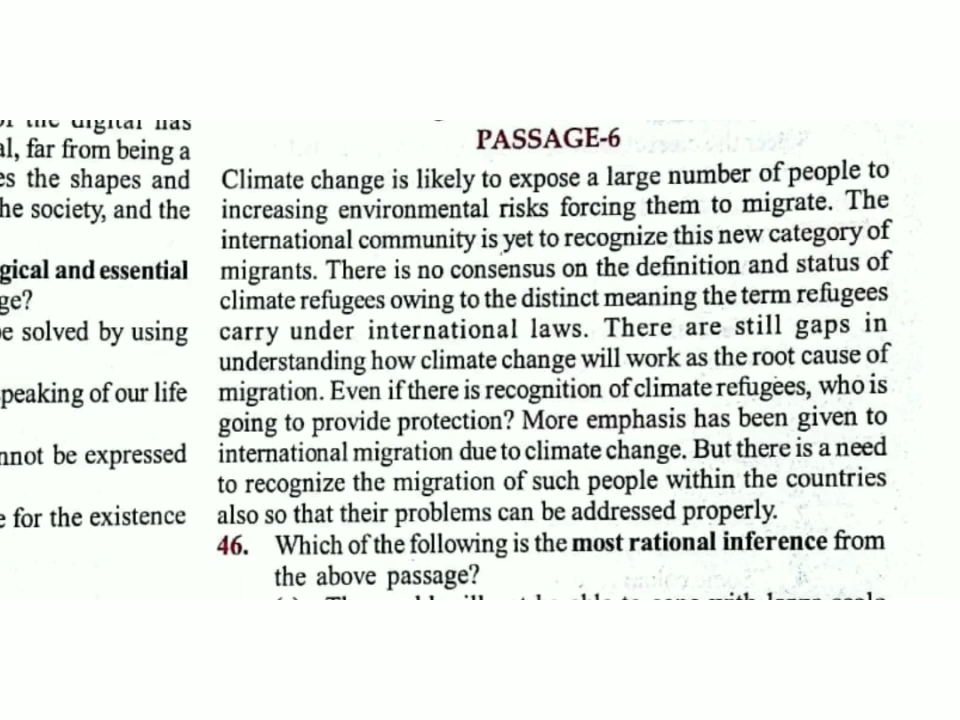 the digital has
al, far from being a
es the shapes and
he society, and the
gical and essential
ge?
e solved by using
peaking of our life
nnot be expressed
e for the existence
PASSAGE-6
Climate change is likely to expose a large number of people to
increasing environmental risks forcing them to migrate. The
international community is yet to recognize this new category of
migrants. There is no consensus on the definition and status of
climate refugees owing to the distinct meaning the term refugees
carry under international laws. There are still gaps in
understanding how climate change will work as the root cause of
migration. Even if there is recognition of climate refugees, who is
going to provide protection? More emphasis has been given to
international migration due to climate change. But there is a need
to recognize the migration of such people within the countries
also so that their problems can be addressed properly.
46. Which of the following is the most rational inference from
the above passage?